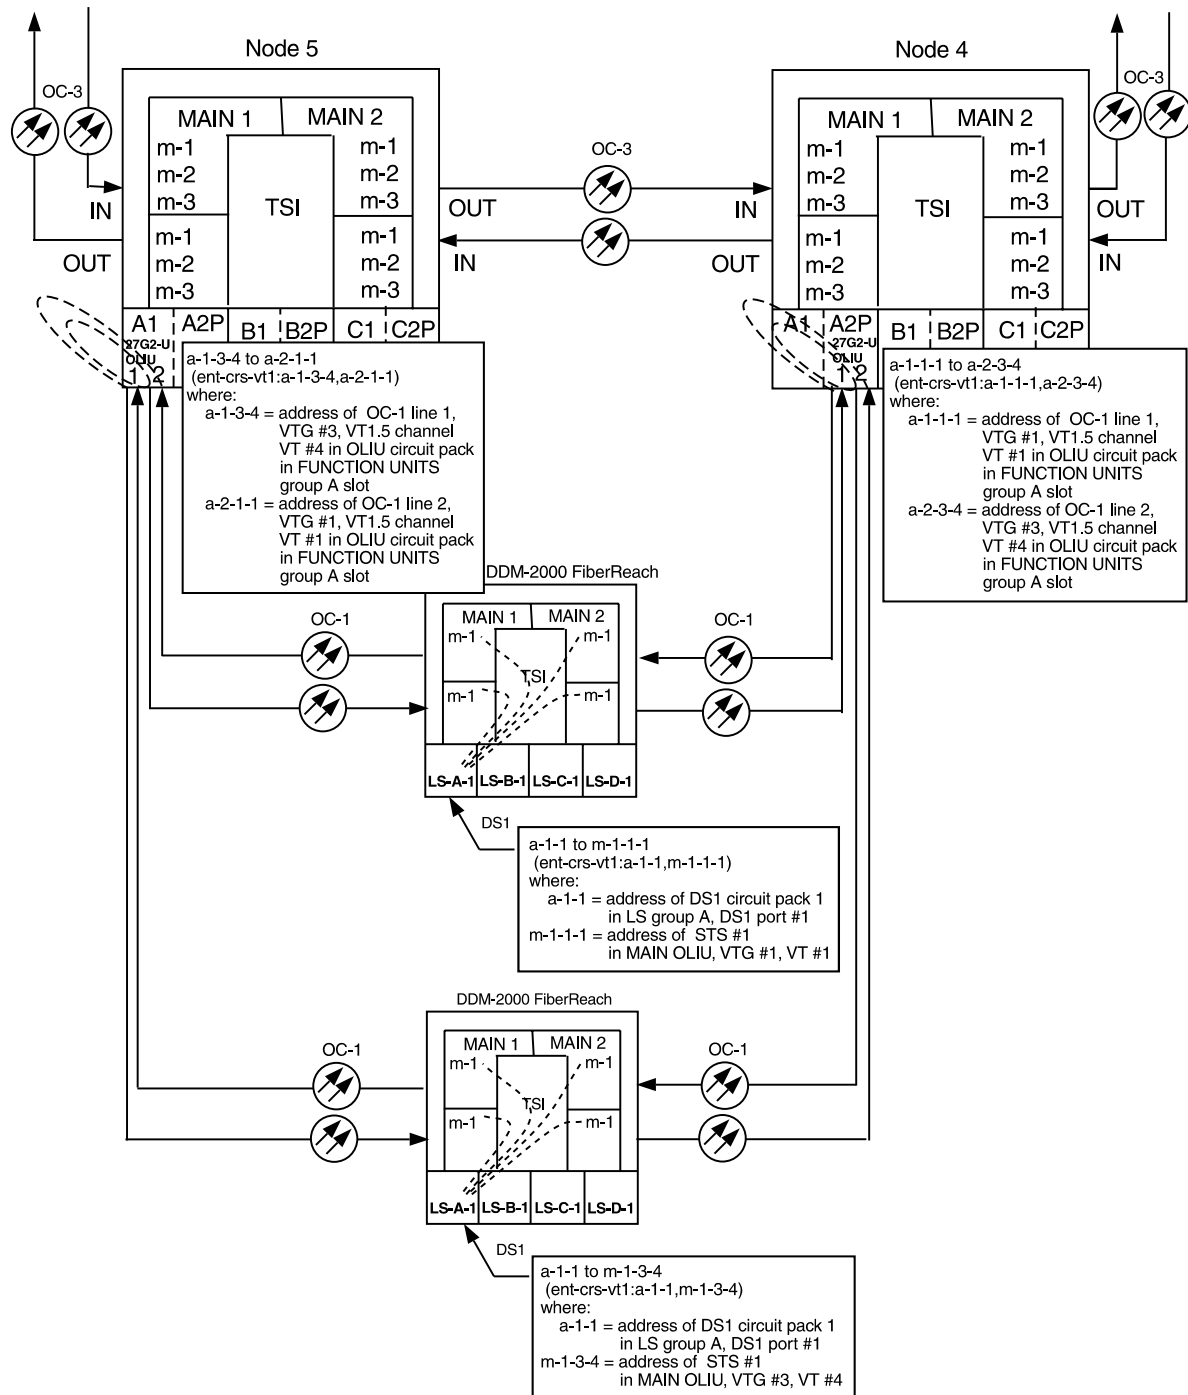 Node 5
Node 4
OC-3
OC-3
MAIN 1
MAIN 2
m-1
m-2
m-3
m-1
m-2
m-3
TSI
m-1
m-2
m-3
m-1
m-2
m-3
IN
OUT
OUT
IN
OC-3
IN
OUT
MAIN 1
MAIN 2
m-1
m-2
m-3
m-1
m-2
m-3
TSI
m-1
m-2
m-3
m-1
m-2
m-3
OUT
IN
A1
A2P
B1
B2P
C1
C2P
27G2-U
OLIU
1 2
A1
A2P
B1
B2P
C1
C2P
27G2-U
OLIU
1 2
a-1-3-4 to a-2-1-1
(ent-crs-vt1:a-1-3-4,a-2-1-1)
where:
a-1-3-4 = address of OC-1 line 1,
VTG #3, VT1.5 channel
VT #4 in OLIU circuit pack
in FUNCTION UNITS
group A slot
a-2-1-1 = address of OC-1 line 2,
VTG #1, VT1.5 channel
VT #1 in OLIU circuit pack
in FUNCTION UNITS
group A slot
a-1-1-1 to a-2-3-4
(ent-crs-vt1:a-1-1-1,a-2-3-4)
where:
a-1-1-1 = address of OC-1 line 1,
VTG #1, VT1.5 channel
VT #1 in OLIU circuit pack
in FUNCTION UNITS
group A slot
a-2-3-4 = address of OC-1 line 2,
VTG #3, VT1.5 channel
VT #4 in OLIU circuit pack
in FUNCTION UNITS
group A slot
DDM-2000 FiberReach
OC-1
OC-1
MAIN 1
MAIN 2
m-1
m-1
TSI
m-1
m-1
LS-A-1
LS-B-1
LS-C-1
LS-D-1
DS1
a-1-1 to m-1-1-1
(ent-crs-vt1:a-1-1,m-1-1-1)
where:
a-1-1 = address of DS1 circuit pack 1
in LS group A, DS1 port #1
m-1-1-1 = address of STS #1
in MAIN OLIU, VTG #1, VT #1
DDM-2000 FiberReach
OC-1
OC-1
MAIN 1
MAIN 2
m-1
m-1
TSI
m-1
m-1
LS-A-1
LS-B-1
LS-C-1
LS-D-1
DS1
a-1-1 to m-1-3-4
(ent-crs-vt1:a-1-1,m-1-3-4)
where:
a-1-1 = address of DS1 circuit pack 1
in LS group A, DS1 port #1
m-1-3-4 = address of STS #1
in MAIN OLIU, VTG #3, VT #4